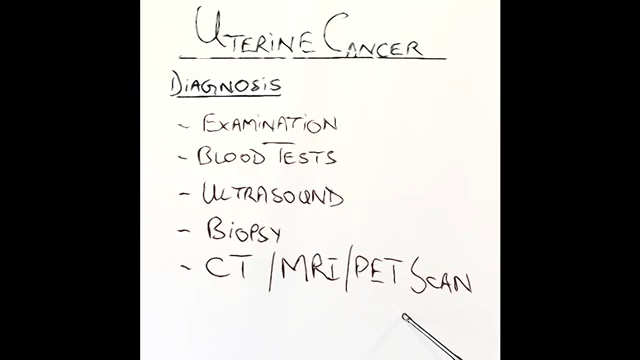 UTERINE CANCER
DIAGNOSIS
- EXAMINATION
- BLOOD TESTS
- ULTRASOUND
- BIOPSY
- CT / MRI / PET SCAN